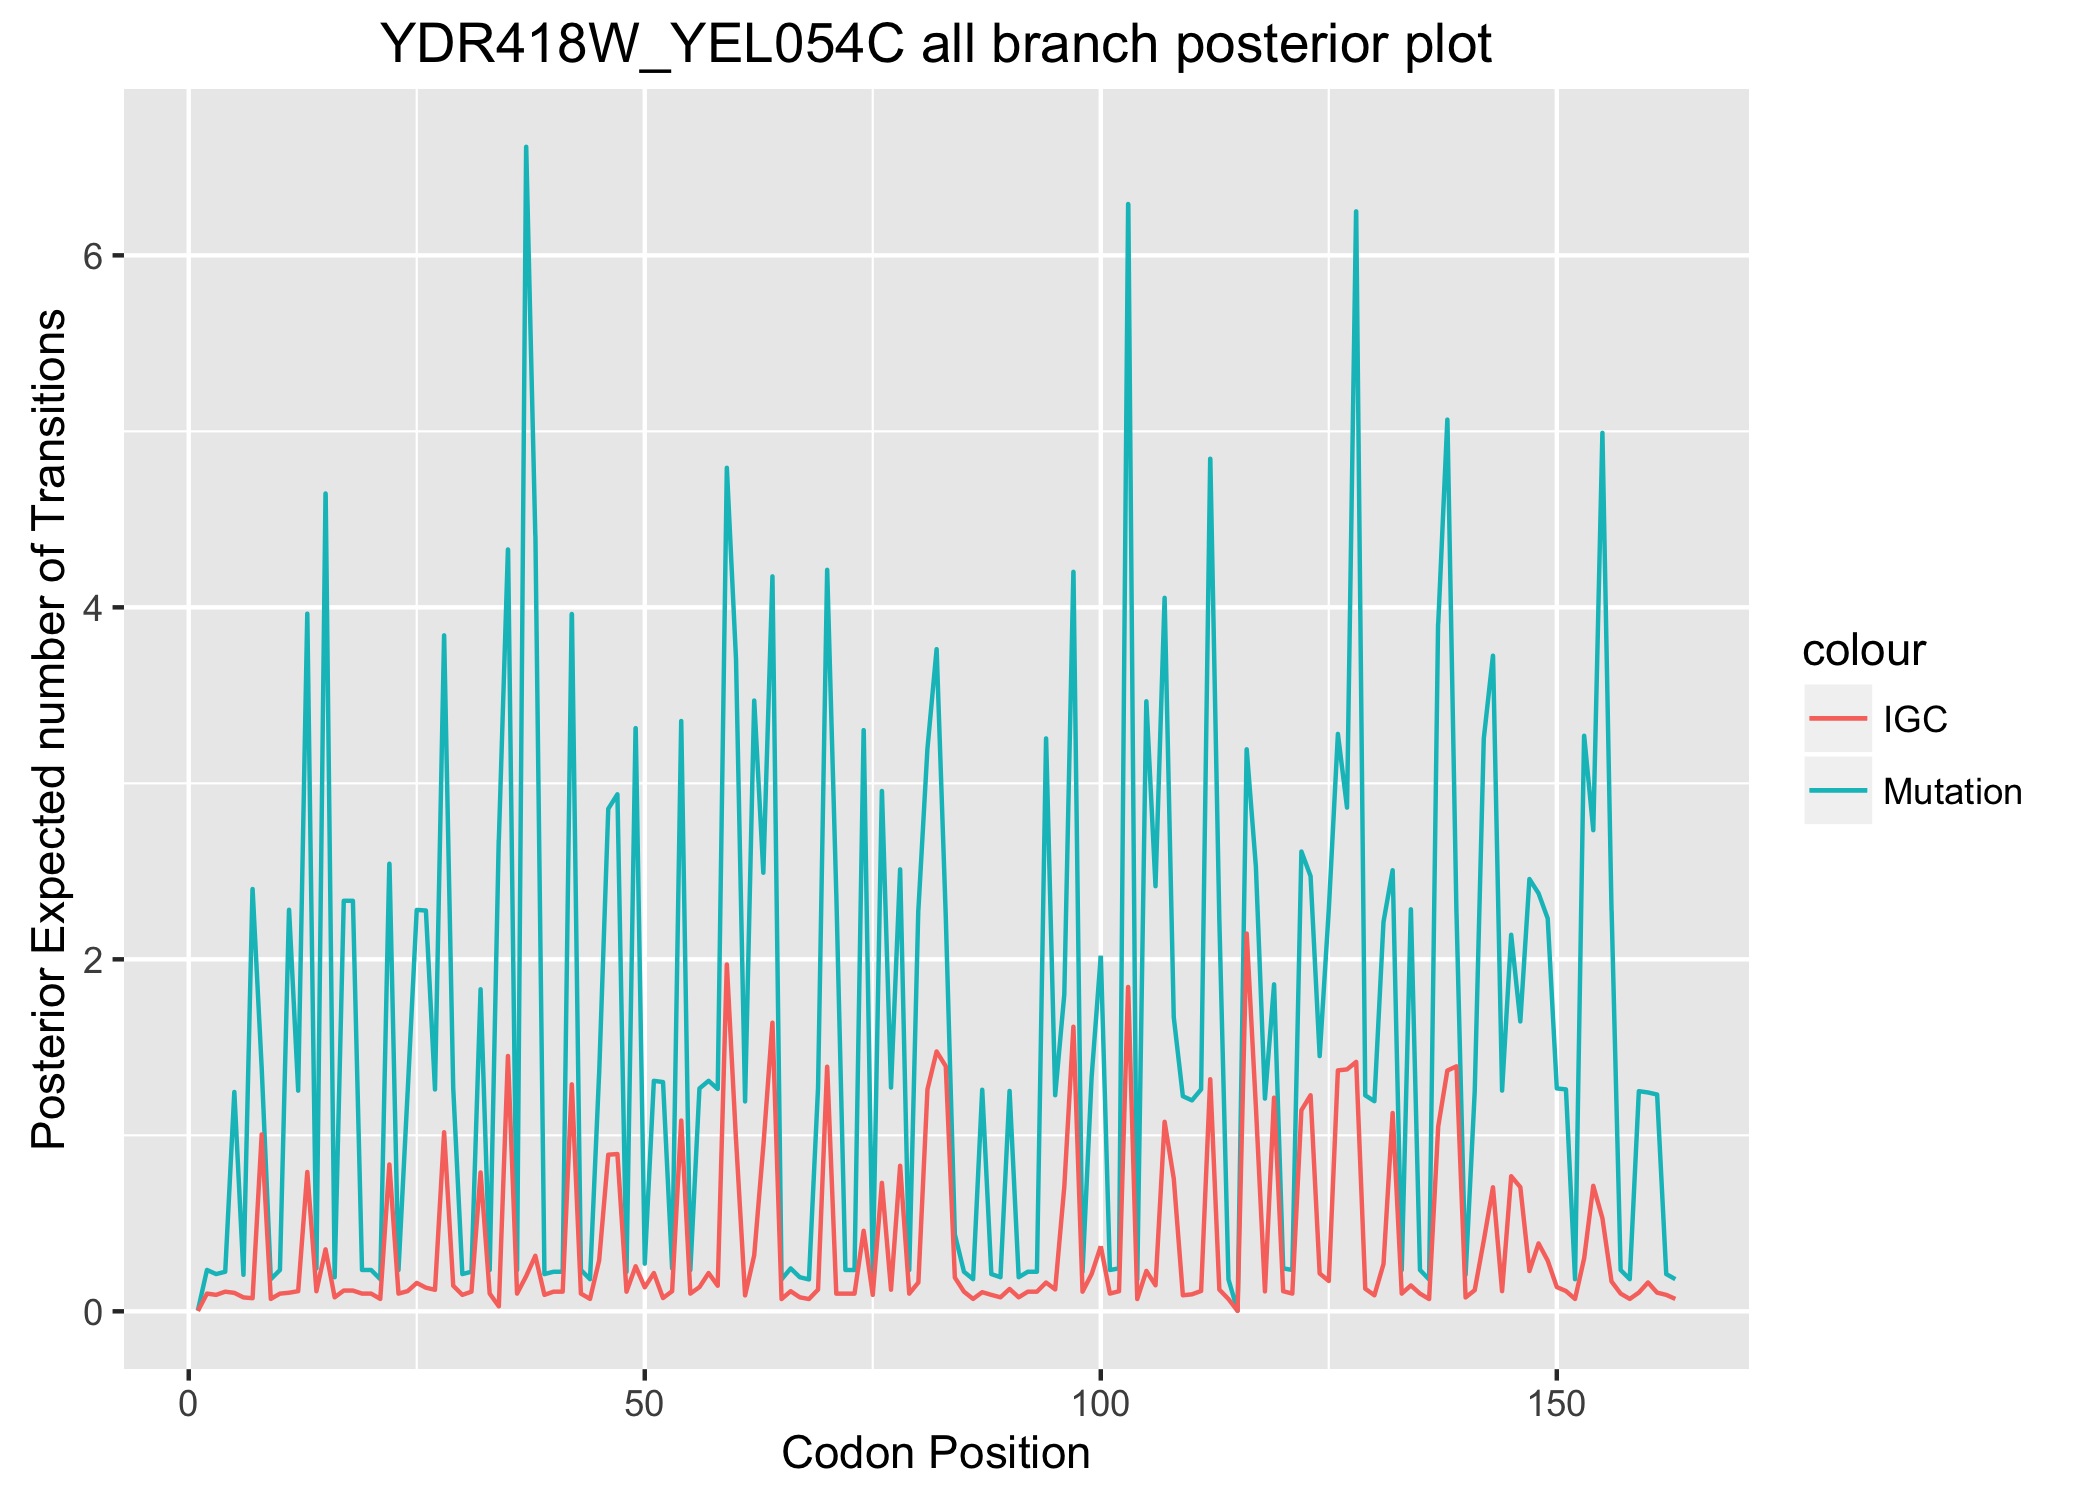 YDR418W_YEL054C all branch posterior plot
Posterior Expected number of Transitions
6
4
2
0
0
50
100
150
Codon Position
colour
IGC
Mutation